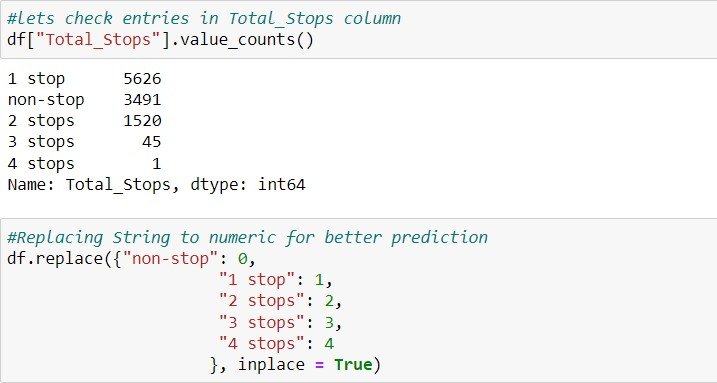 #lets check entries in Total_Stops column
df["Total_Stops"].value_counts()
1 stop      5626
non-stop    3491
2 stops     1520
3 stops       45
4 stops        1
Name: Total_Stops, dtype: int64
#Replacing String to numeric for better prediction
df.replace({"non-stop": 0,
                    "1 stop": 1,
                    "2 stops": 2,
                    "3 stops": 3,
                    "4 stops": 4
                   }, inplace = True)